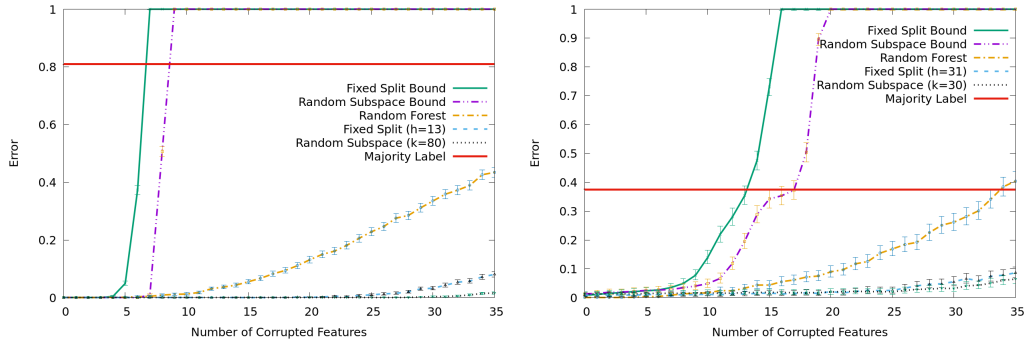 1
0.8
0.6
0.4
0.2
0
Error
Fixed Split Bound
Random Subspace Bound
Random Forest
Fixed Split (h=13)
Random Subspace (k=80)
Majority Label
0 5 10 15 20 25 30 35
Number of Corrupted Features
1
0.9
0.8
0.7
0.6
0.5
0.4
0.3
0.2
0.1
0
Error
Fixed Split Bound
Random Subspace Bound
Random Forest
Fixed Split (h=31)
Random Subspace (k=30)
Majority Label
0 5 10 15 20 25 30 35
Number of Corrupted Features